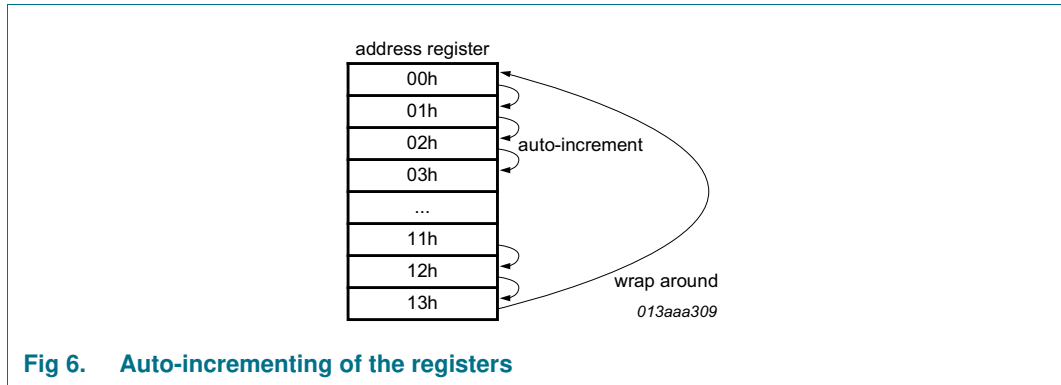 address register
00h
01h
02h
auto-increment
03h
...
11h
12h
wrap around
13h
013aaa309
Fig 6. Auto-incrementing of the registers